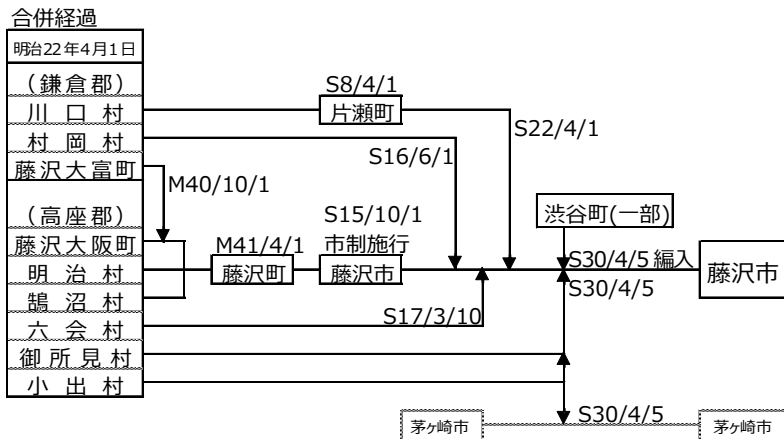 合併経過
明治22年4月1日
（鎌倉郡）
川口村
村岡村
藤沢大富町
（高座郡）
藤沢大阪町
明治村
鵠沼村
六会村
御所見村
小出村
M40/10/1
M41/4/1
藤沢町
S8/4/1
片瀬町
S15/10/1
市制施行
藤沢市
S16/6/1
S17/3/10
S22/4/1
渋谷町(一部)
S30/4/5編入
S30/4/5
藤沢市
S30/4/5
茅ヶ崎市
茅ヶ崎市